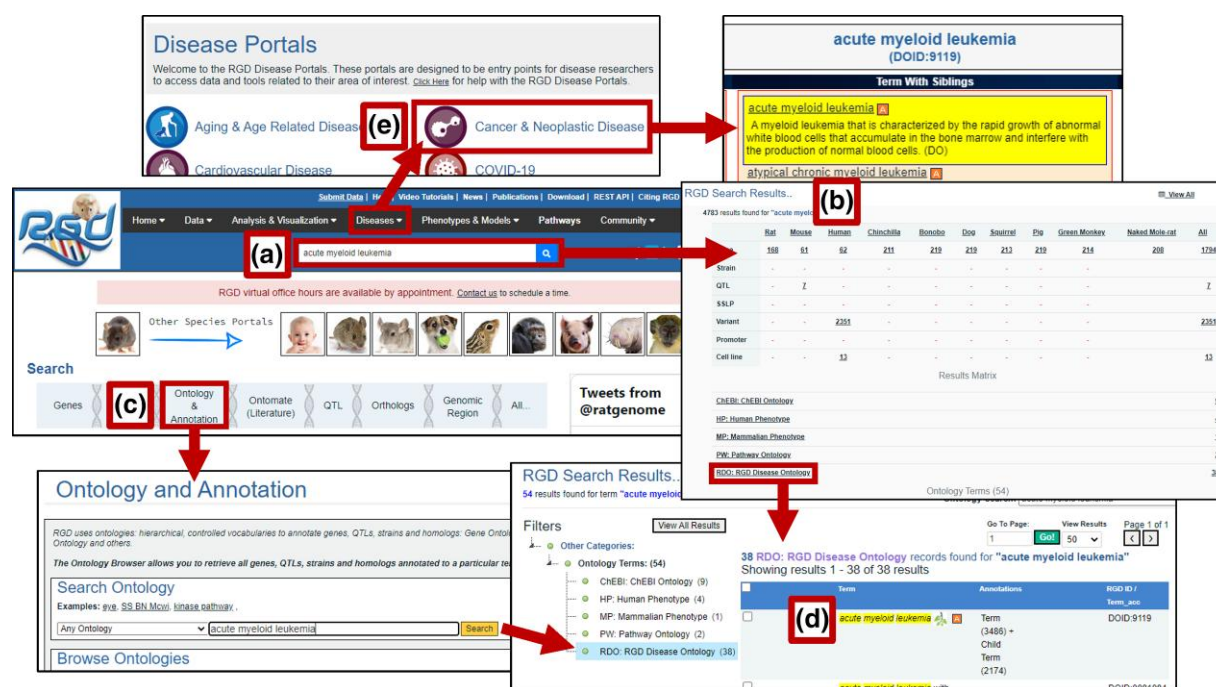 Disease Portals
Welcome to the RGD Disease Portals. These portals are designed to be entry points for disease researchers
to access data and tools related to their area of interest. Click Here for help with the RGD Disease Portals.
Aging & Age Related Disease
(e)
Cancer & Neoplastic Disease
Cardiovascular Disease
COVID-19
acute myeloid leukemia
(DOID:9119)
Term With Siblings
acute myeloid leukemia A
A myeloid leukemia that is characterized by the rapid growth of abnormal
white blood cells that accumulate in the bone marrow and interfere with
the production of normal blood cells. (DO)
atypical chronic myeloid leukemia A
RGD
Submit Data | Video Tutorials | News | Publications | Download | REST API | Citing RGD
Home Data Analysis & Visualization Diseases Phenotypes & Models Pathways Community
(a)
acute myeloid leukemia
RGD virtual office hours are available by appointment. Contact us to schedule a time.
Other Species Portals
Search
Genes
(c)
Ontology
&
Annotation
Ontomate
(Literature)
QTL
Orthologs
Genomic
Region
All...
Tweets from
@ratgenome
RGD Search Results..
(b)
View All
4783 results found for "acute
Rat Mouse Human Chinchilla Bonobo Dog Squirrel Pig Green Monkey Naked Mole-rat All
168 61 62 211 219 219 213 219 214 208 1794
Strain - - - - - - - - -
QTL - 7 - - - - - - - 7
SSLP - - - - - - - - -
Variant - - 2351 - - - - - - 2351
Promoter - - - - - - - - -
Cell line - - 13 - - - - - - 13
Results Matrix
ChEBI: ChEBI Ontology
HP: Human Phenotype
MP: Mammalian Phenotype
PW: Pathway Ontology
RDO: RGD Disease Ontology
Ontology Terms (54)
Ontology and Annotation
RGD uses ontologies: hierarchical, controlled vocabularies to annotate genes, QTLs, strains and homologs: Gene
Ontology and others.
The Ontology Browser allows you to retrieve all genes, QTLs, strains and homologs annotated to a particular
Search Ontology
Examples: eye, SS BN Mcwi, kinase pathway ,
Any Ontology
acute myeloid leukemia
Search
Browse Ontologies
RGD Search Results..
54 results found for term "acute
Filters
View All Results
Other Categories:
Ontology Terms: (54)
ChEBI: ChEBI Ontology (9)
HP: Human Phenotype (4)
MP: Mammalian Phenotype (1)
PW: Pathway Ontology (2)
RDO: RGD Disease Ontology (38)
Go To Page:
1
Go!
View Results
50
Page 1 of 1
< >
38 RDO: RGD Disease Ontology records found for "acute myeloid leukemia"
Showing results 1 - 38 of 38 results
Term
Annotations
RGD ID /
Term_acc
(d)
acute myeloid leukemia A
Term
(3486) +
Child
Term
(2174)
DOID:9119